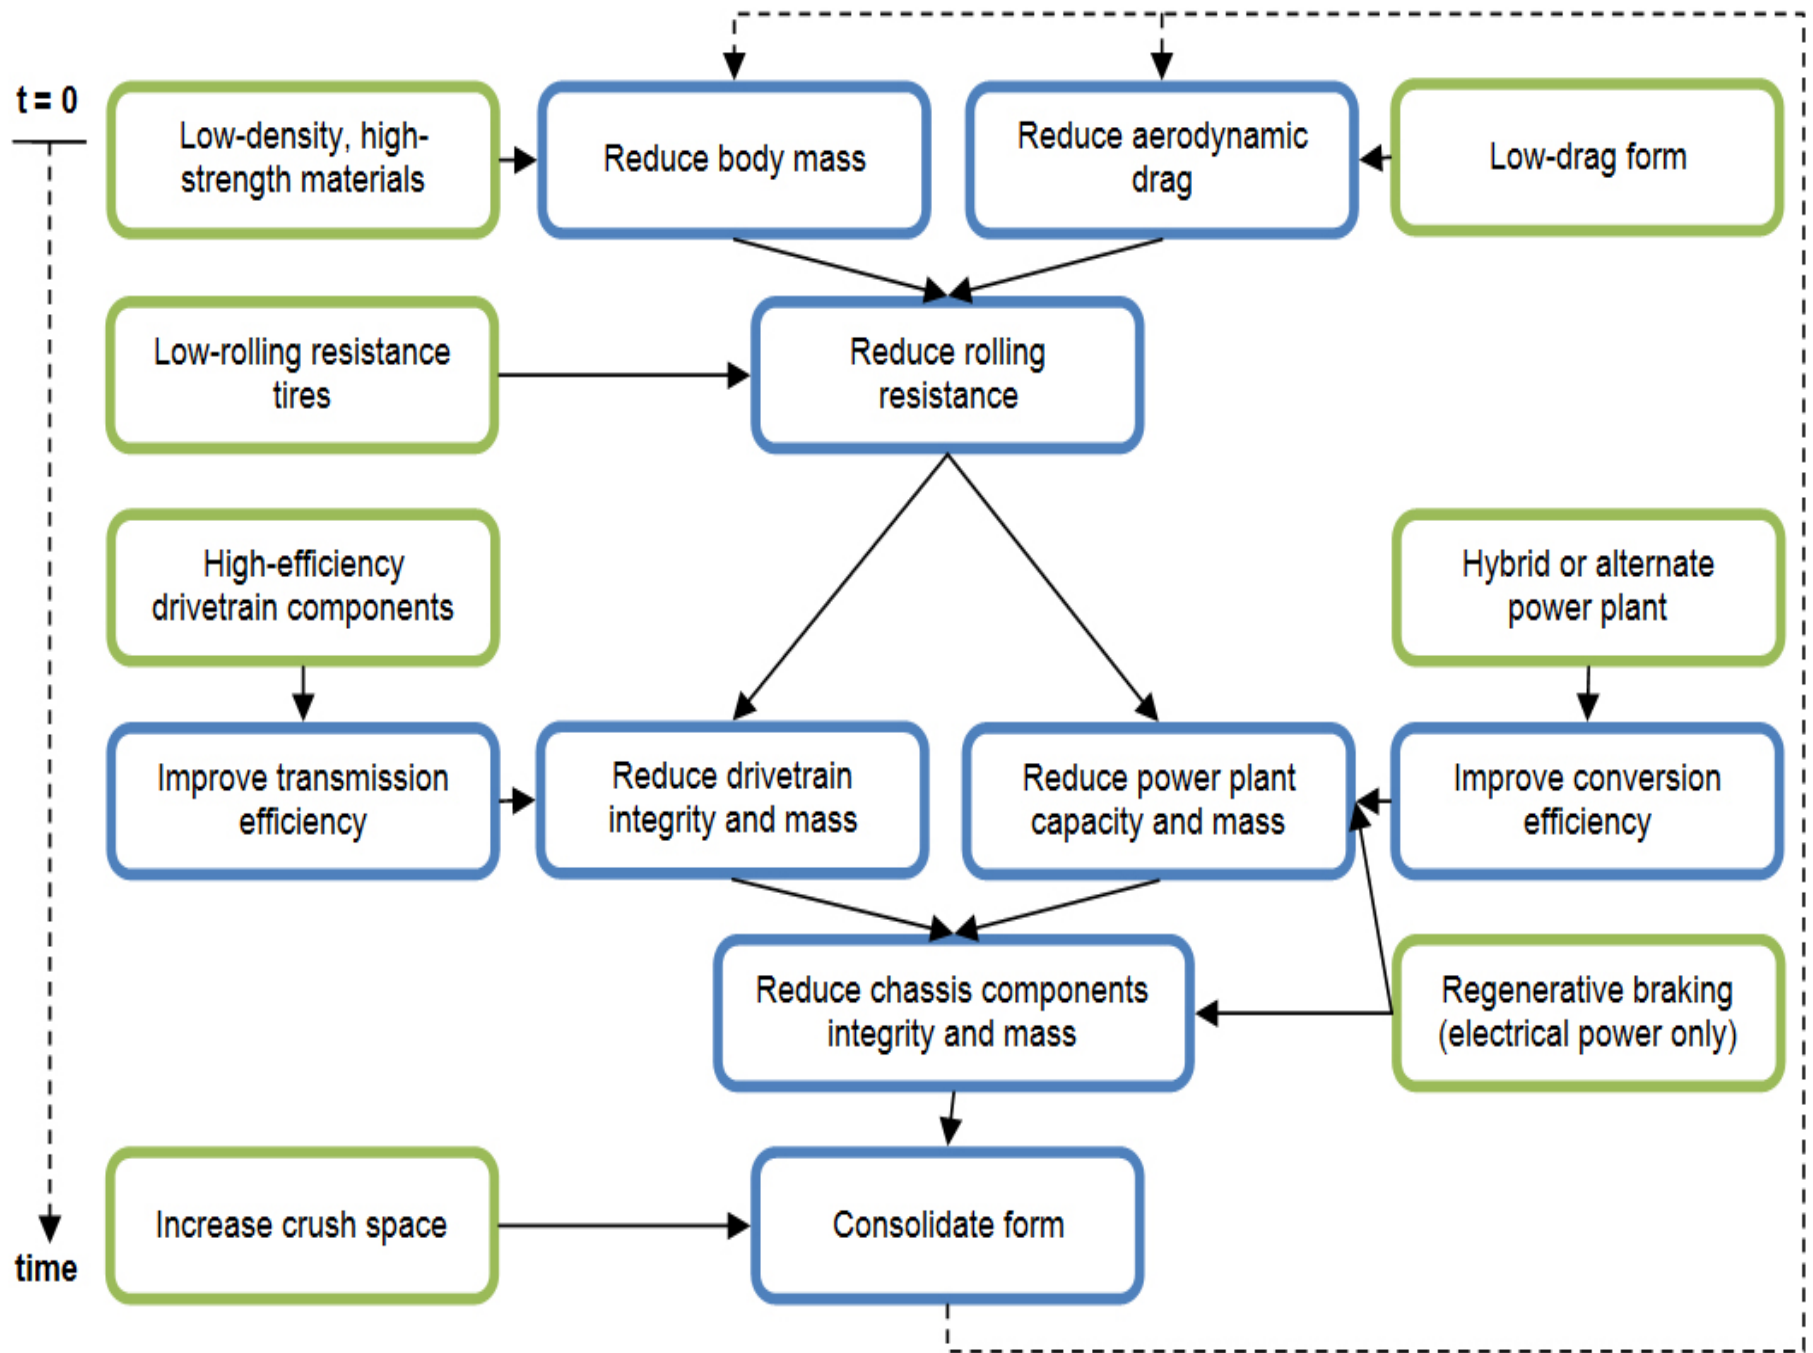 t = 0
Low-density, high-
strength materials
Reduce body mass
Reduce aerodynamic
drag
Low-drag form
Low-rolling resistance
tires
Reduce rolling
resistance
High-efficiency
drivetrain components
Hybrid or alternate
power plant
Improve transmission
efficiency
Reduce drivetrain
integrity and mass
Reduce power plant
capacity and mass
Improve conversion
efficiency
Reduce chassis components
integrity and mass
Regenerative braking
(electrical power only)
Increase crush space
Consolidate form
time